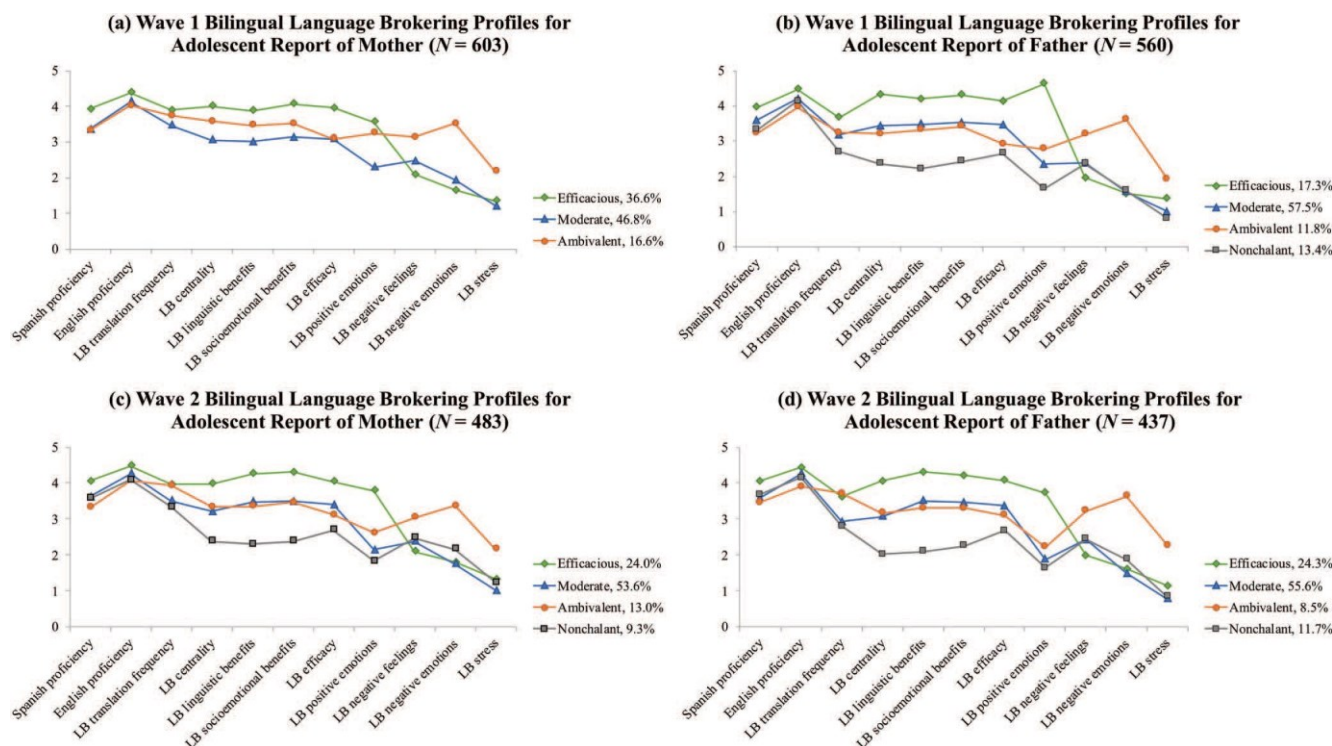 (a) Wave 1 Bilingual Language Brokering Profiles for
Adolescent Report of Mother (N = 603)
5
4
3
2
1
0
Efficacious, 36.6%
Moderate, 46.8%
Ambivalent, 16.6%
Spanish proficiency
English proficiency
LB translation frequency
LB centrality
LB linguistic benefits
LB socioemotional benefits
LB efficacy
LB positive emotions
LB negative feelings
LB negative emotions
LB stress
(b) Wave 1 Bilingual Language Brokering Profiles for
Adolescent Report of Father (N = 560)
5
4
3
2
1
0
Efficacious, 17.3%
Moderate, 57.5%
Ambivalent 11.8%
Nonchalant, 13.4%
Spanish proficiency
English proficiency
LB translation frequency
LB centrality
LB linguistic benefits
LB socioemotional benefits
LB efficacy
LB positive emotions
LB negative feelings
LB negative emotions
LB stress
(c) Wave 2 Bilingual Language Brokering Profiles for
Adolescent Report of Mother (N = 483)
5
4
3
2
1
0
Efficacious, 24.0%
Moderate, 53.6%
Ambivalent, 13.0%
Nonchalant, 9.3%
Spanish proficiency
English proficiency
LB translation frequency
LB centrality
LB linguistic benefits
LB socioemotional benefits
LB efficacy
LB positive emotions
LB negative feelings
LB negative emotions
LB stress
(d) Wave 2 Bilingual Language Brokering Profiles for
Adolescent Report of Father (N = 437)
5
4
3
2
1
0
Efficacious, 24.3%
Moderate, 55.6%
Ambivalent, 8.5%
Nonchalant, 11.7%
Spanish proficiency
English proficiency
LB translation frequency
LB centrality
LB linguistic benefits
LB socioemotional benefits
LB efficacy
LB positive emotions
LB negative feelings
LB negative emotions
LB stress